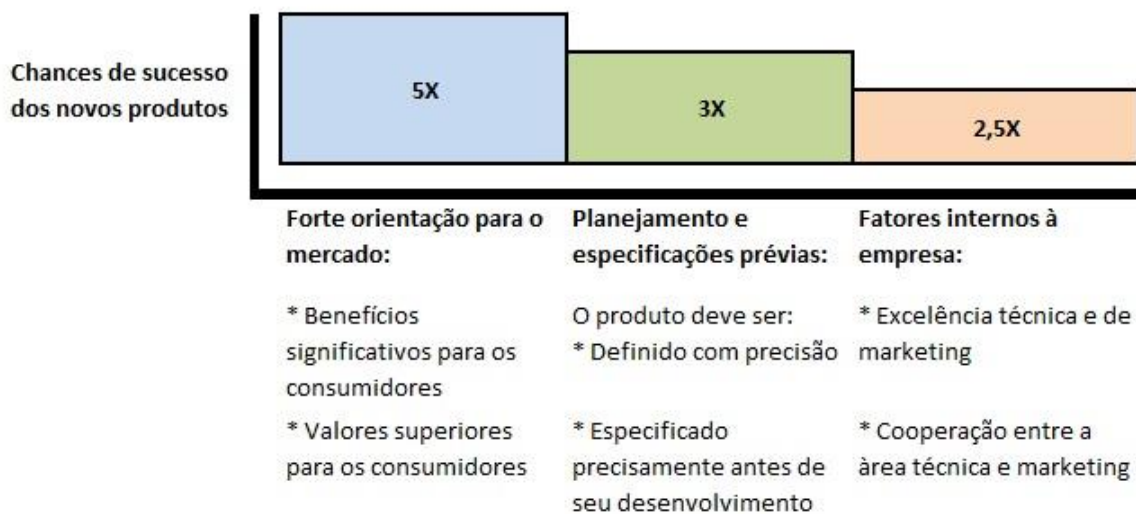 Chances de sucesso
dos novos produtos
5X
3X
2,5X
Forte orientação para o
mercado:
* Benefícios
significativos para os
consumidores
* Valores superiores
para os consumidores
Planejamento e
especificações prévias:
O produto deve ser:
* Definido com precisão
* Especificado
precisamente antes de
seu desenvolvimento
Fatores internos à
empresa:
* Excelência técnica e de
marketing
* Cooperação entre a
àrea técnica e marketing